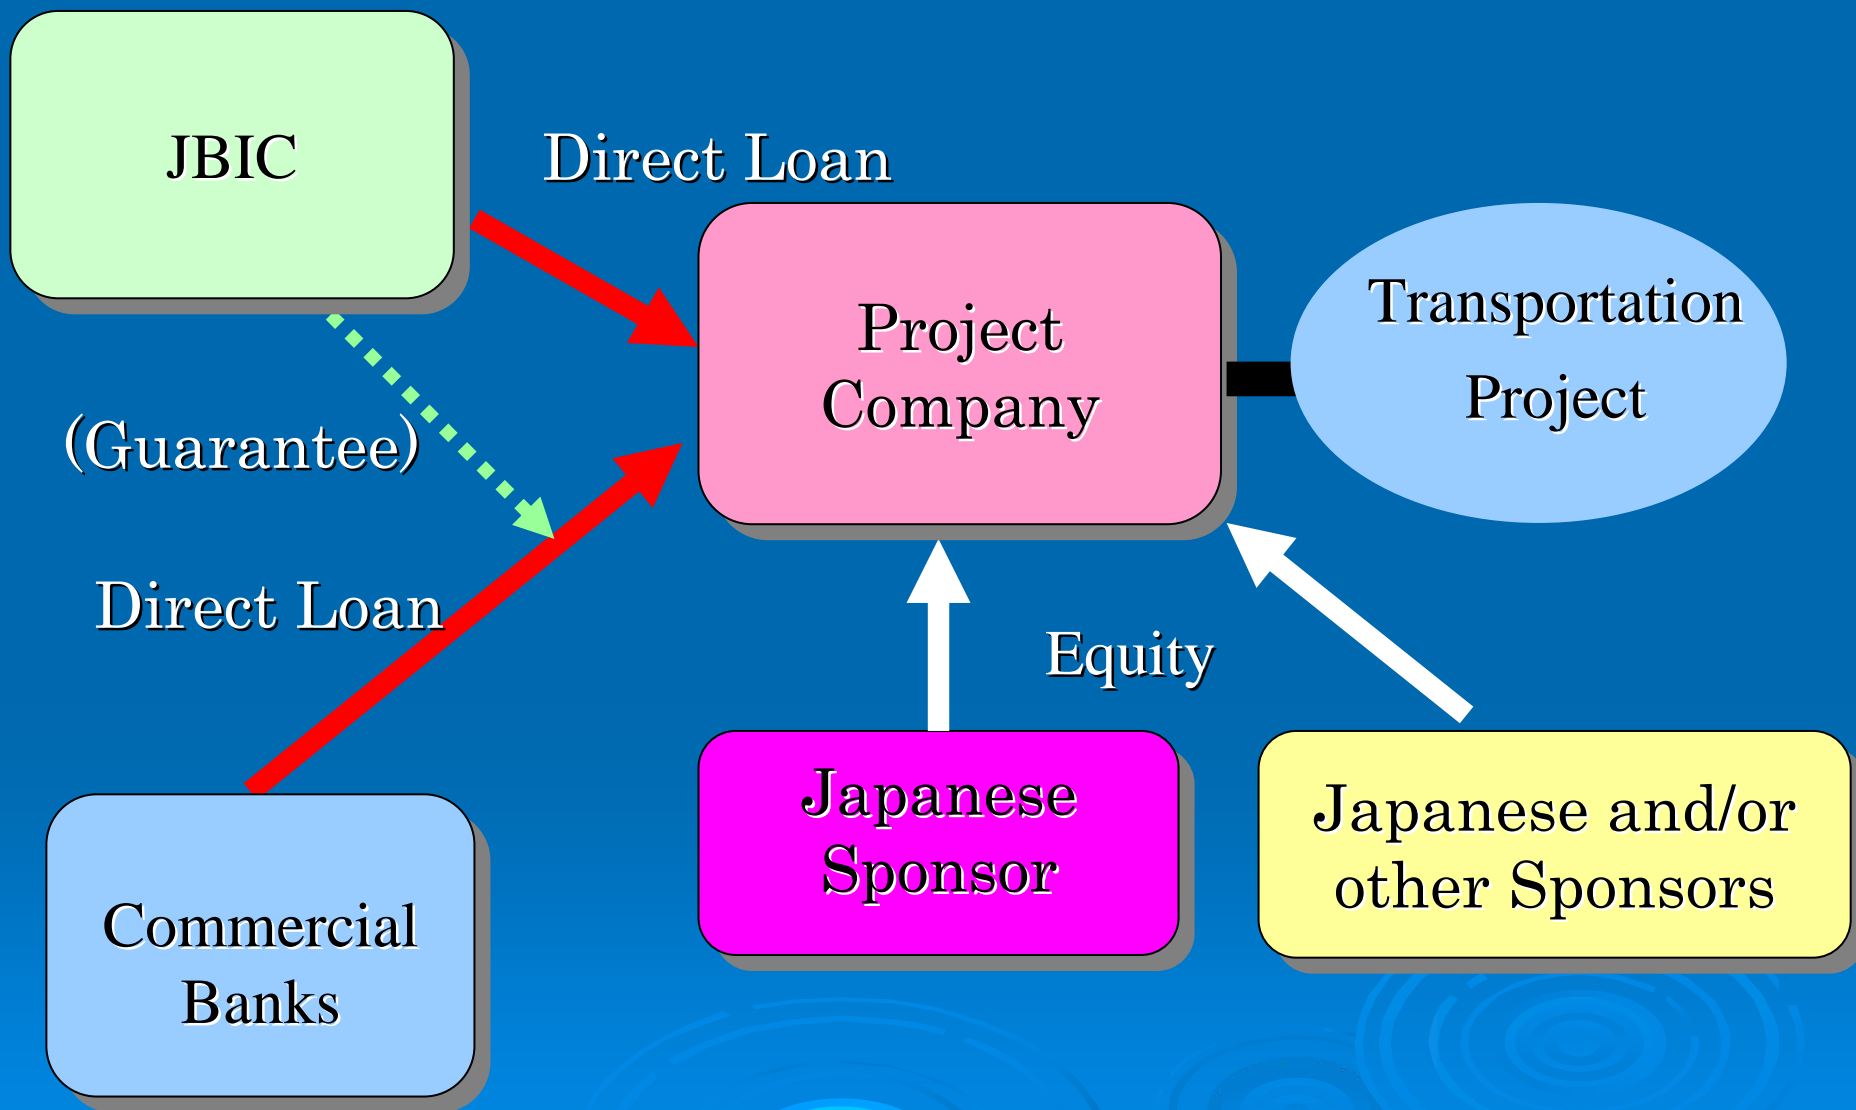 JBIC
Direct Loan
Project
Company
Transportation
Project
(Guarantee)
Direct Loan
Equity
Japanese
Sponsor
Japanese and/or
other Sponsors
Commercial
Banks